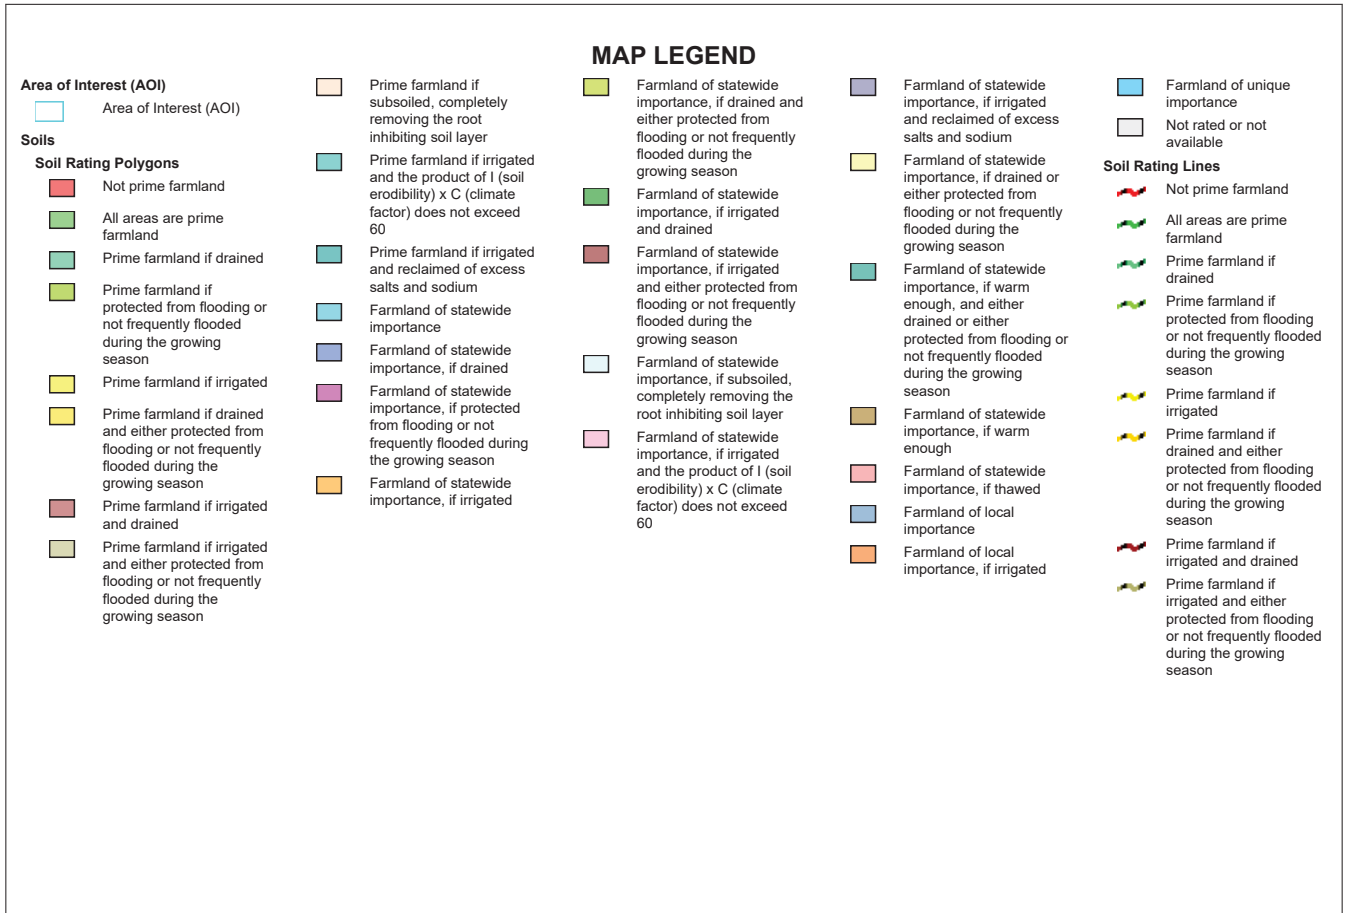 MAP LEGEND
Area of Interest (AOI)
Area of Interest (AOI)
Soils
Soil Rating Polygons
Not prime farmland
All areas are prime
farmland
Prime farmland if drained
Prime farmland if
protected from flooding or
not frequently flooded
during the growing
season
Prime farmland if irrigated
Prime farmland if drained
and either protected from
flooding or not frequently
flooded during the
growing season
Prime farmland if irrigated
and drained
Prime farmland if irrigated
and either protected from
flooding or not frequently
flooded during the
growing season
Prime farmland if
subsoiled, completely
removing the root
inhibiting soil layer
Prime farmland if irrigated
and the product of I (soil
erodibility) x C (climate
factor) does not exceed
60
Prime farmland if irrigated
and reclaimed of excess
salts and sodium
Farmland of statewide
importance
Farmland of statewide
importance, if drained
Farmland of statewide
importance, if protected
from flooding or not
frequently flooded during
the growing season
Farmland of statewide
importance, if irrigated
Farmland of statewide
importance, if drained and
either protected from
flooding or not frequently
flooded during the
growing season
Farmland of statewide
importance, if irrigated
and drained
Farmland of statewide
importance, if irrigated
and either protected from
flooding or not frequently
flooded during the
growing season
Farmland of statewide
importance, if subsoiled,
completely removing the
root inhibiting soil layer
Farmland of statewide
importance, if irrigated
and the product of I (soil
erodibility) x C (climate
factor) does not exceed
60
Farmland of statewide
importance, if irrigated
and reclaimed of excess
salts and sodium
Farmland of statewide
importance, if drained or
either protected from
flooding or not frequently
flooded during the
growing season
Farmland of statewide
importance, if warm
enough, and either
drained or either
protected from flooding or
not frequently flooded
during the growing
season
Farmland of statewide
importance, if warm
enough
Farmland of statewide
importance, if thawed
Farmland of local
importance
Farmland of local
importance, if irrigated
Farmland of unique
importance
Not rated or not
available
Soil Rating Lines
Not prime farmland
All areas are prime
farmland
Prime farmland if
drained
Prime farmland if
protected from flooding
or not frequently flooded
during the growing
season
Prime farmland if
irrigated
Prime farmland if
drained and either
protected from flooding
or not frequently flooded
during the growing
season
Prime farmland if
irrigated and drained
Prime farmland if
irrigated and either
protected from flooding
or not frequently flooded
during the growing
season